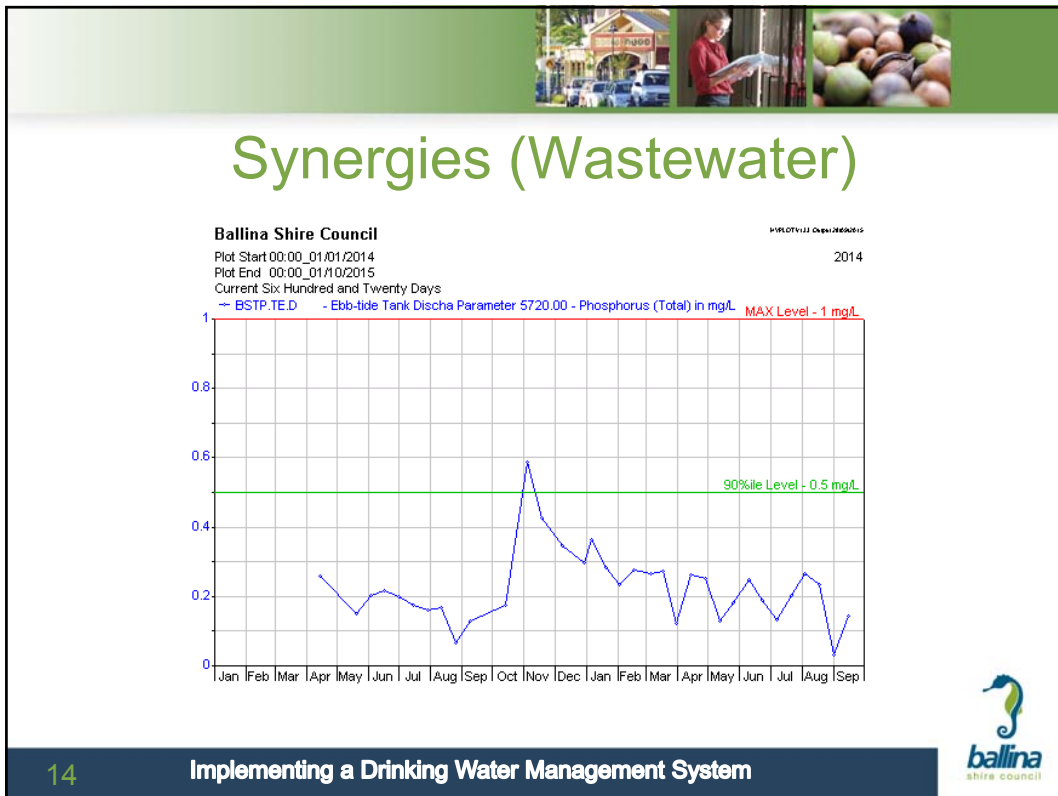 Synergies (Wastewater)
Ballina Shire Council
Plot Start 00:00_01/01/2014
2014
Plot End 00:00_01/10/2015
Current Six Hundred and Twenty Days
BSTP.TE.D - Ebb-tide Tank Discha Parameter 5720.00 - Phosphorus (Total) in mg/L
MAX Level - 1 mg/L
1
0.8
0.6
90%ile Level - 0.5 mg/L
0.4
0.2
0
Jan Feb Mar Apr May Jun Jul Aug Sep Oct Nov Dec Jan Feb Mar Apr May Jun Jul Aug Sep
ballina
shire council
14
Implementing a Drinking Water Management System